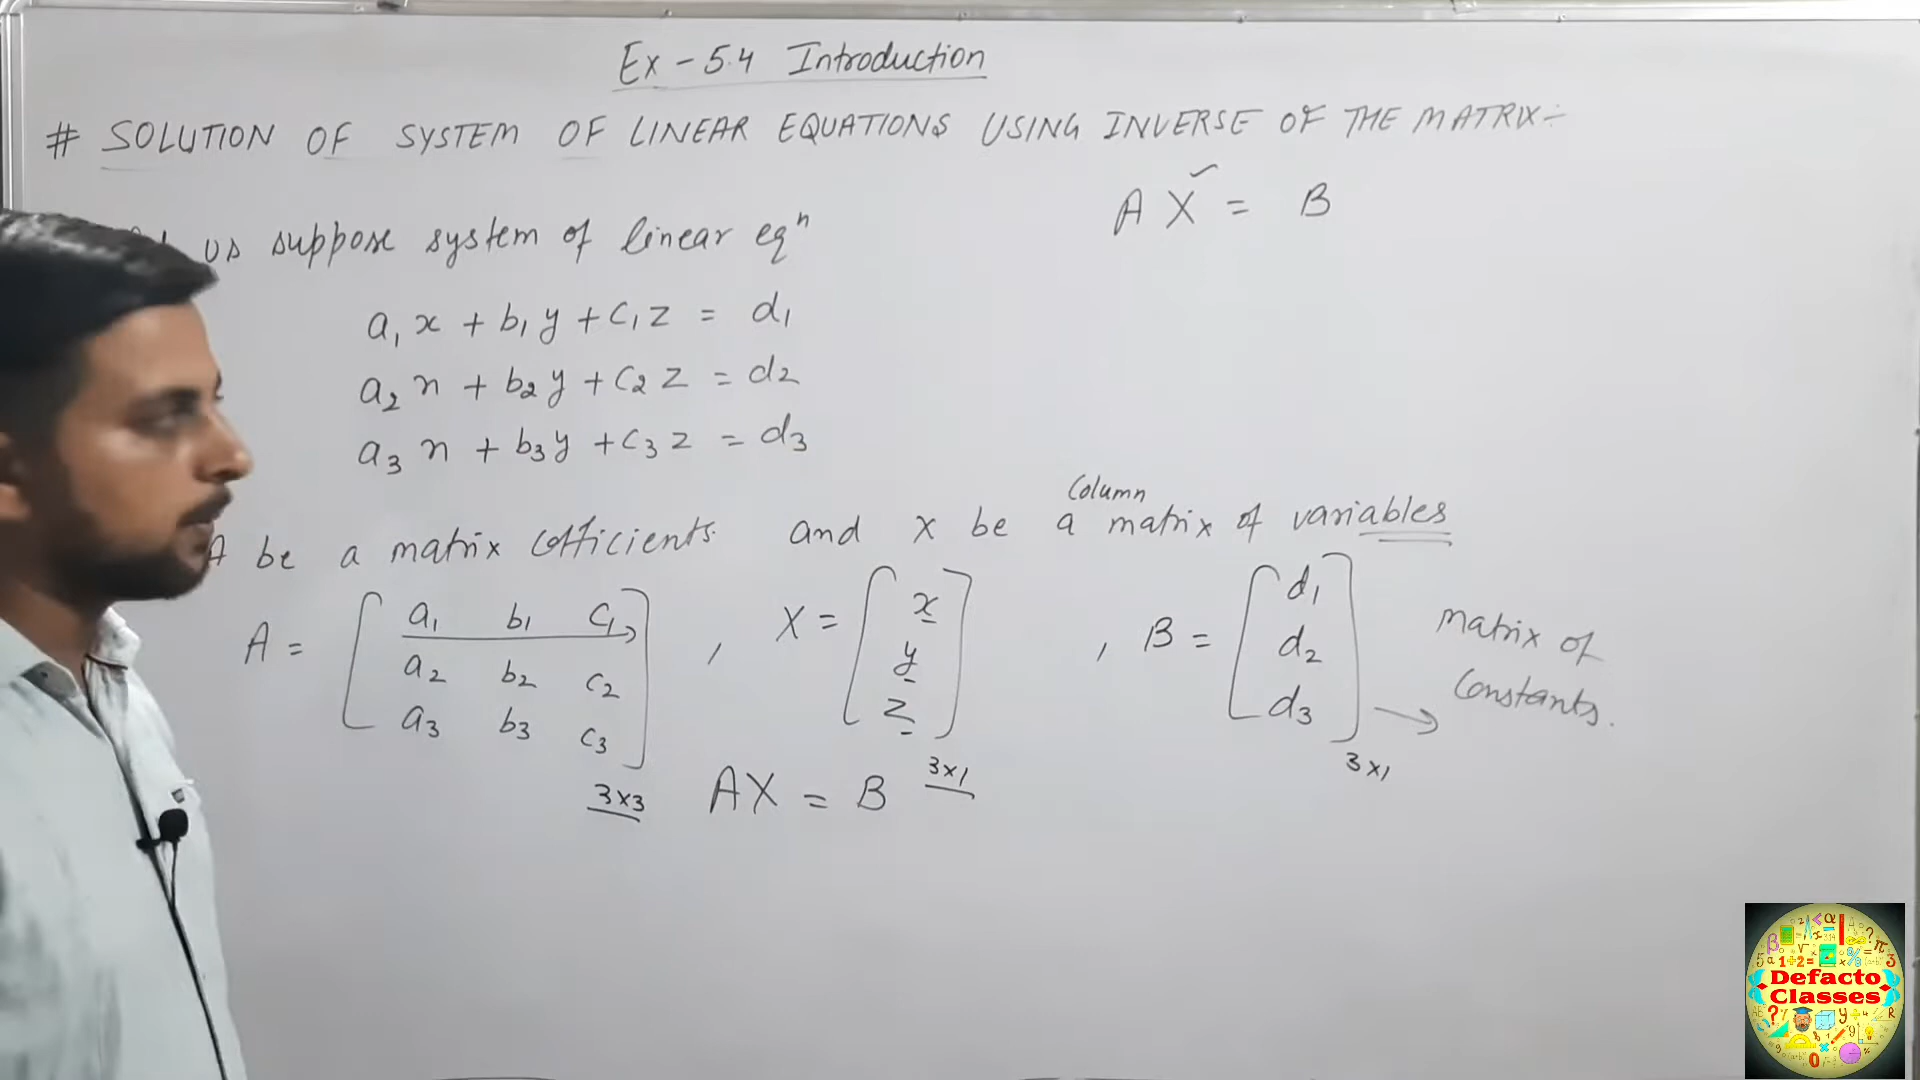 Ex - 5.4 Introduction
# SOLUTION OF SYSTEM OF LINEAR EQUATIONS USING INVERSE OF THE MATRIX :-
A X = B
us suppose system of linear eqⁿ
a₁x + b₁y + c₁z = d₁
a₂x + b₂y + c₂z = d₂
a₃x + b₃y + c₃z = d₃
Column
A be a matrix cofficients. and X be a matrix of variables
A = [ a₁ b₁ c₁ , X = [ x , B = [ d₁ matrix of
a₂ b₂ c₂ y d₂ Constants.
a₃ b₃ c₃ ] z ] d₃ ] →
3x3 AX = B 3x1 3x1
Defacto
Classes